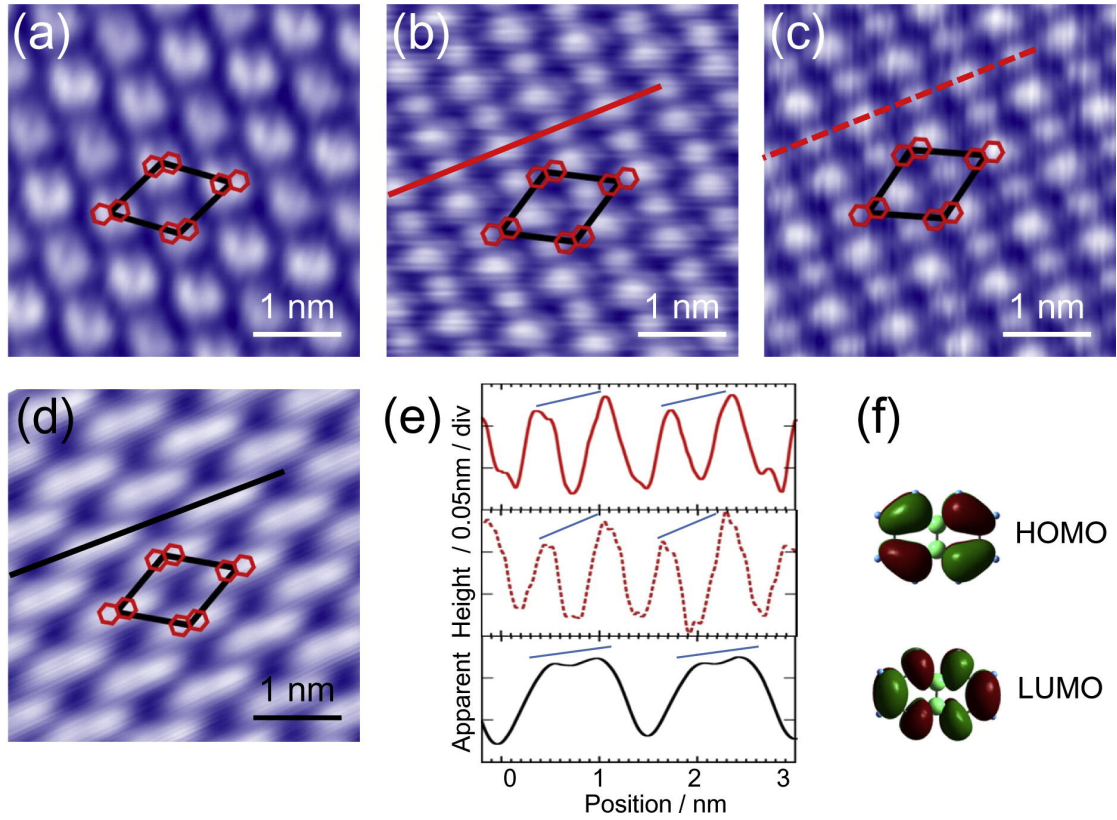 (a)
(b)
(c)
1 nm
1 nm
1 nm
(d)
(e)
(f)
Apparent Height / 0.05nm / div
HOMO
LUMO
1 nm
0 1 2 3
Position / nm